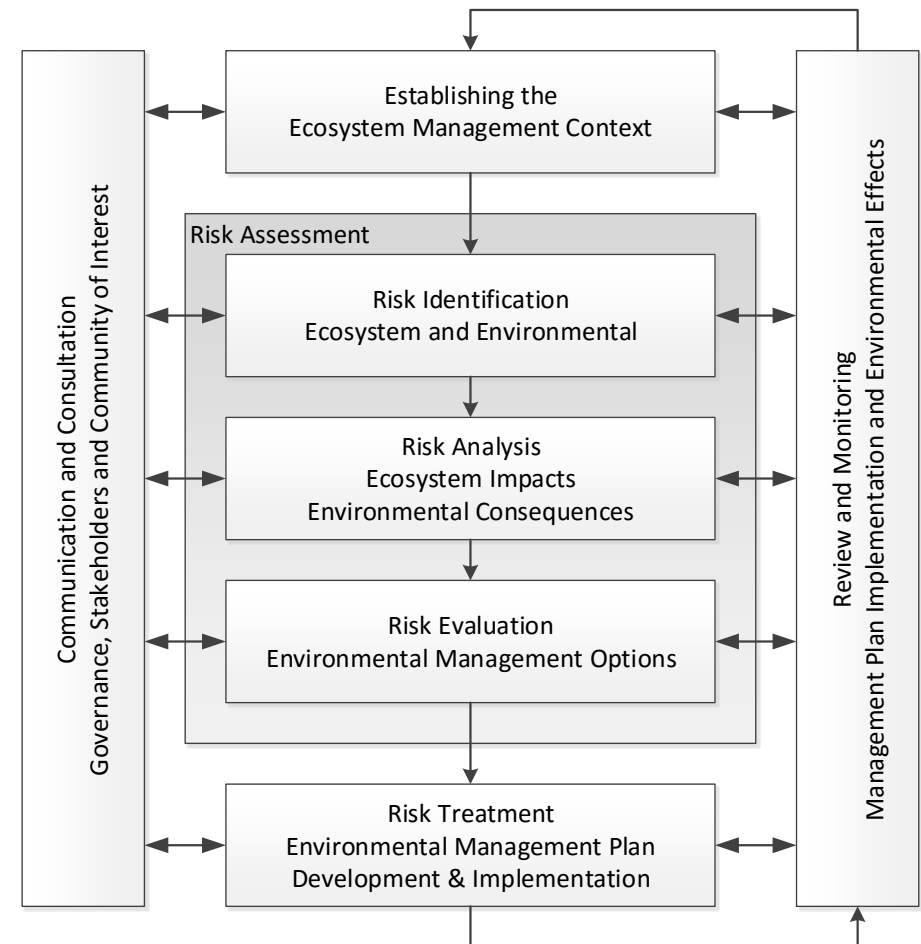 Establishing the
Ecosystem Management Context
Risk Assessment
Risk Identification
Ecosystem and Environmental
Risk Analysis
Ecosystem Impacts
Environmental Consequences
Risk Evaluation
Environmental Management Options
Risk Treatment
Environmental Management Plan
Development & Implementation
Communication and Consultation
Governance, Stakeholders and Community of Interest
Review and Monitoring
Management Plan Implementation and Environmental Effects